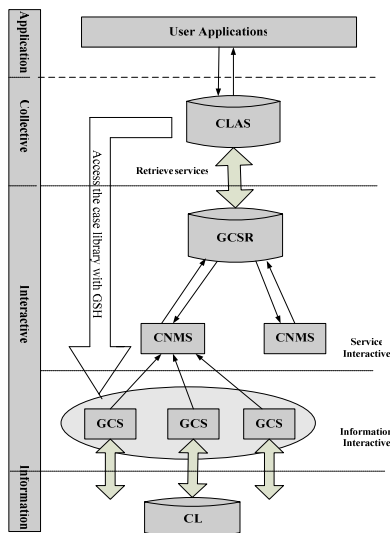 Application
User Applications
Collective
CLAS
Retrieve services
Access the case library with GSH
Interactive
GCSR
CNMS
CNMS
Service
Interactive
GCS
GCS
GCS
Information
Interactive
Information
CL